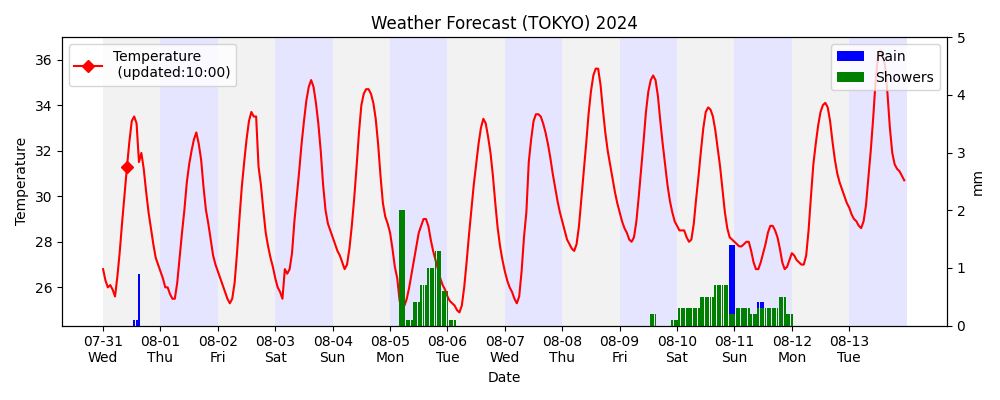 Weather Forecast (TOKYO) 2024
Temperature
(updated:10:00)
Rain
Showers
36
34
32
30
28
26
Temperature
5
4
3
2
1
0
mm
07-31 08-01 08-02 08-03 08-04 08-05 08-06 08-07 08-08 08-09 08-10 08-11 08-12 08-13
Wed Thu Fri Sat Sun Mon Tue Wed Thu Fri Sat Sun Mon Tue
Date